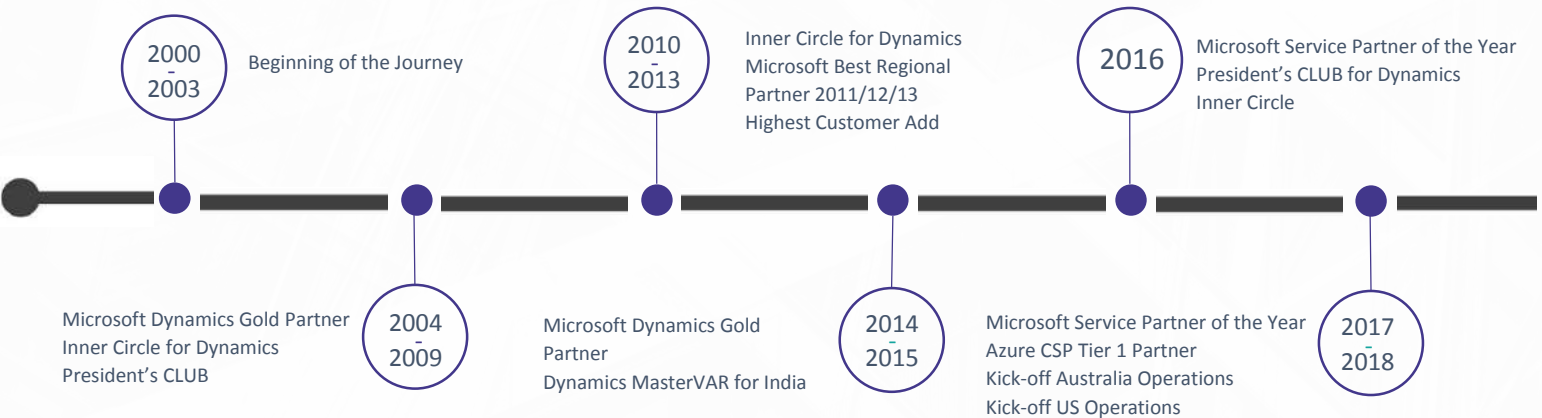 2000
-
2003
Beginning of the Journey
2004
-
2009
Microsoft Dynamics Gold Partner
Inner Circle for Dynamics
President’s CLUB
2010
-
2013
Inner Circle for Dynamics
Microsoft Best Regional
Partner 2011/12/13
Highest Customer Add
2014
-
2015
Microsoft Dynamics Gold
Partner
Dynamics MasterVAR for India
2016
Microsoft Service Partner of the Year
President’s CLUB for Dynamics
Inner Circle
2017
-
2018
Microsoft Service Partner of the Year
Azure CSP Tier 1 Partner
Kick-off Australia Operations
Kick-off US Operations